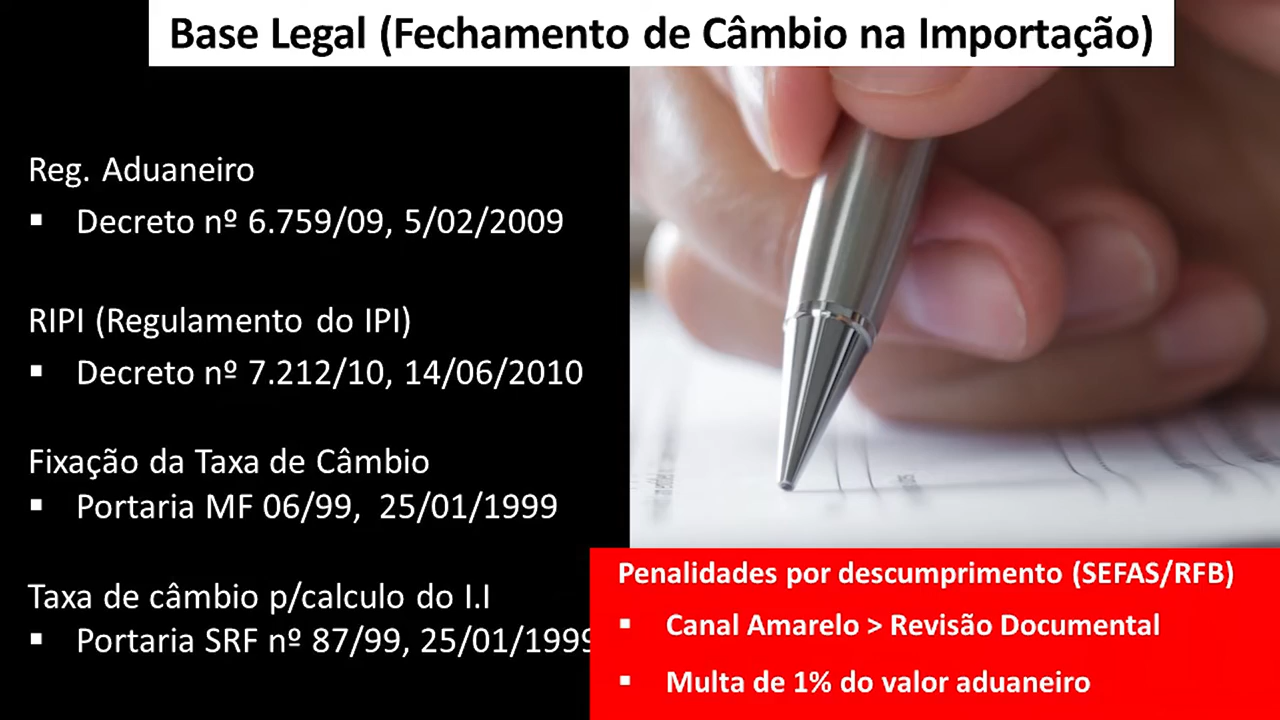 Base Legal (Fechamento de Câmbio na Importação)
Reg. Aduaneiro
▪ Decreto nº 6.759/09, 5/02/2009
RIPI (Regulamento do IPI)
▪ Decreto nº 7.212/10, 14/06/2010
Fixação da Taxa de Câmbio
▪ Portaria MF 06/99, 25/01/1999
Taxa de câmbio p/calculo do I.I
▪ Portaria SRF nº 87/99, 25/01/1999
Penalidades por descumprimento (SEFAS/RFB)
▪ Canal Amarelo > Revisão Documental
▪ Multa de 1% do valor aduaneiro